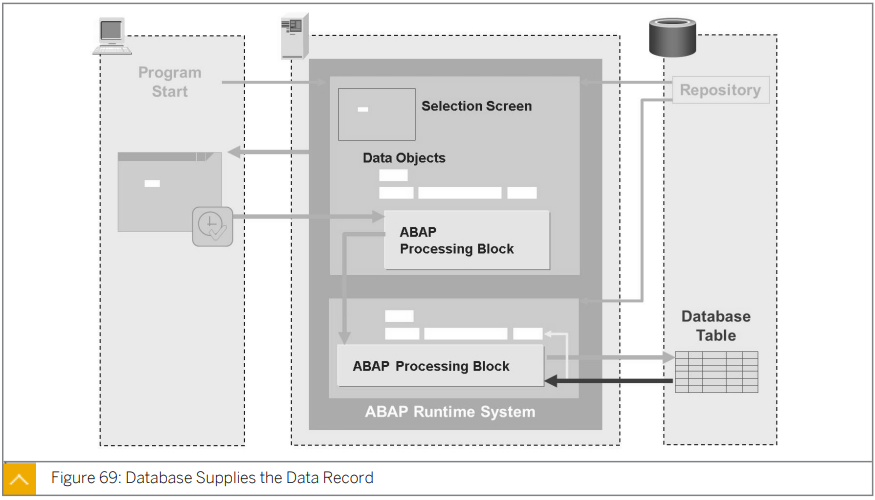 Program
Start
Selection Screen
Repository
Data Objects
ABAP
Processing Block
Database
Table
ABAP Processing Block
ABAP Runtime System
Figure 69: Database Supplies the Data Record